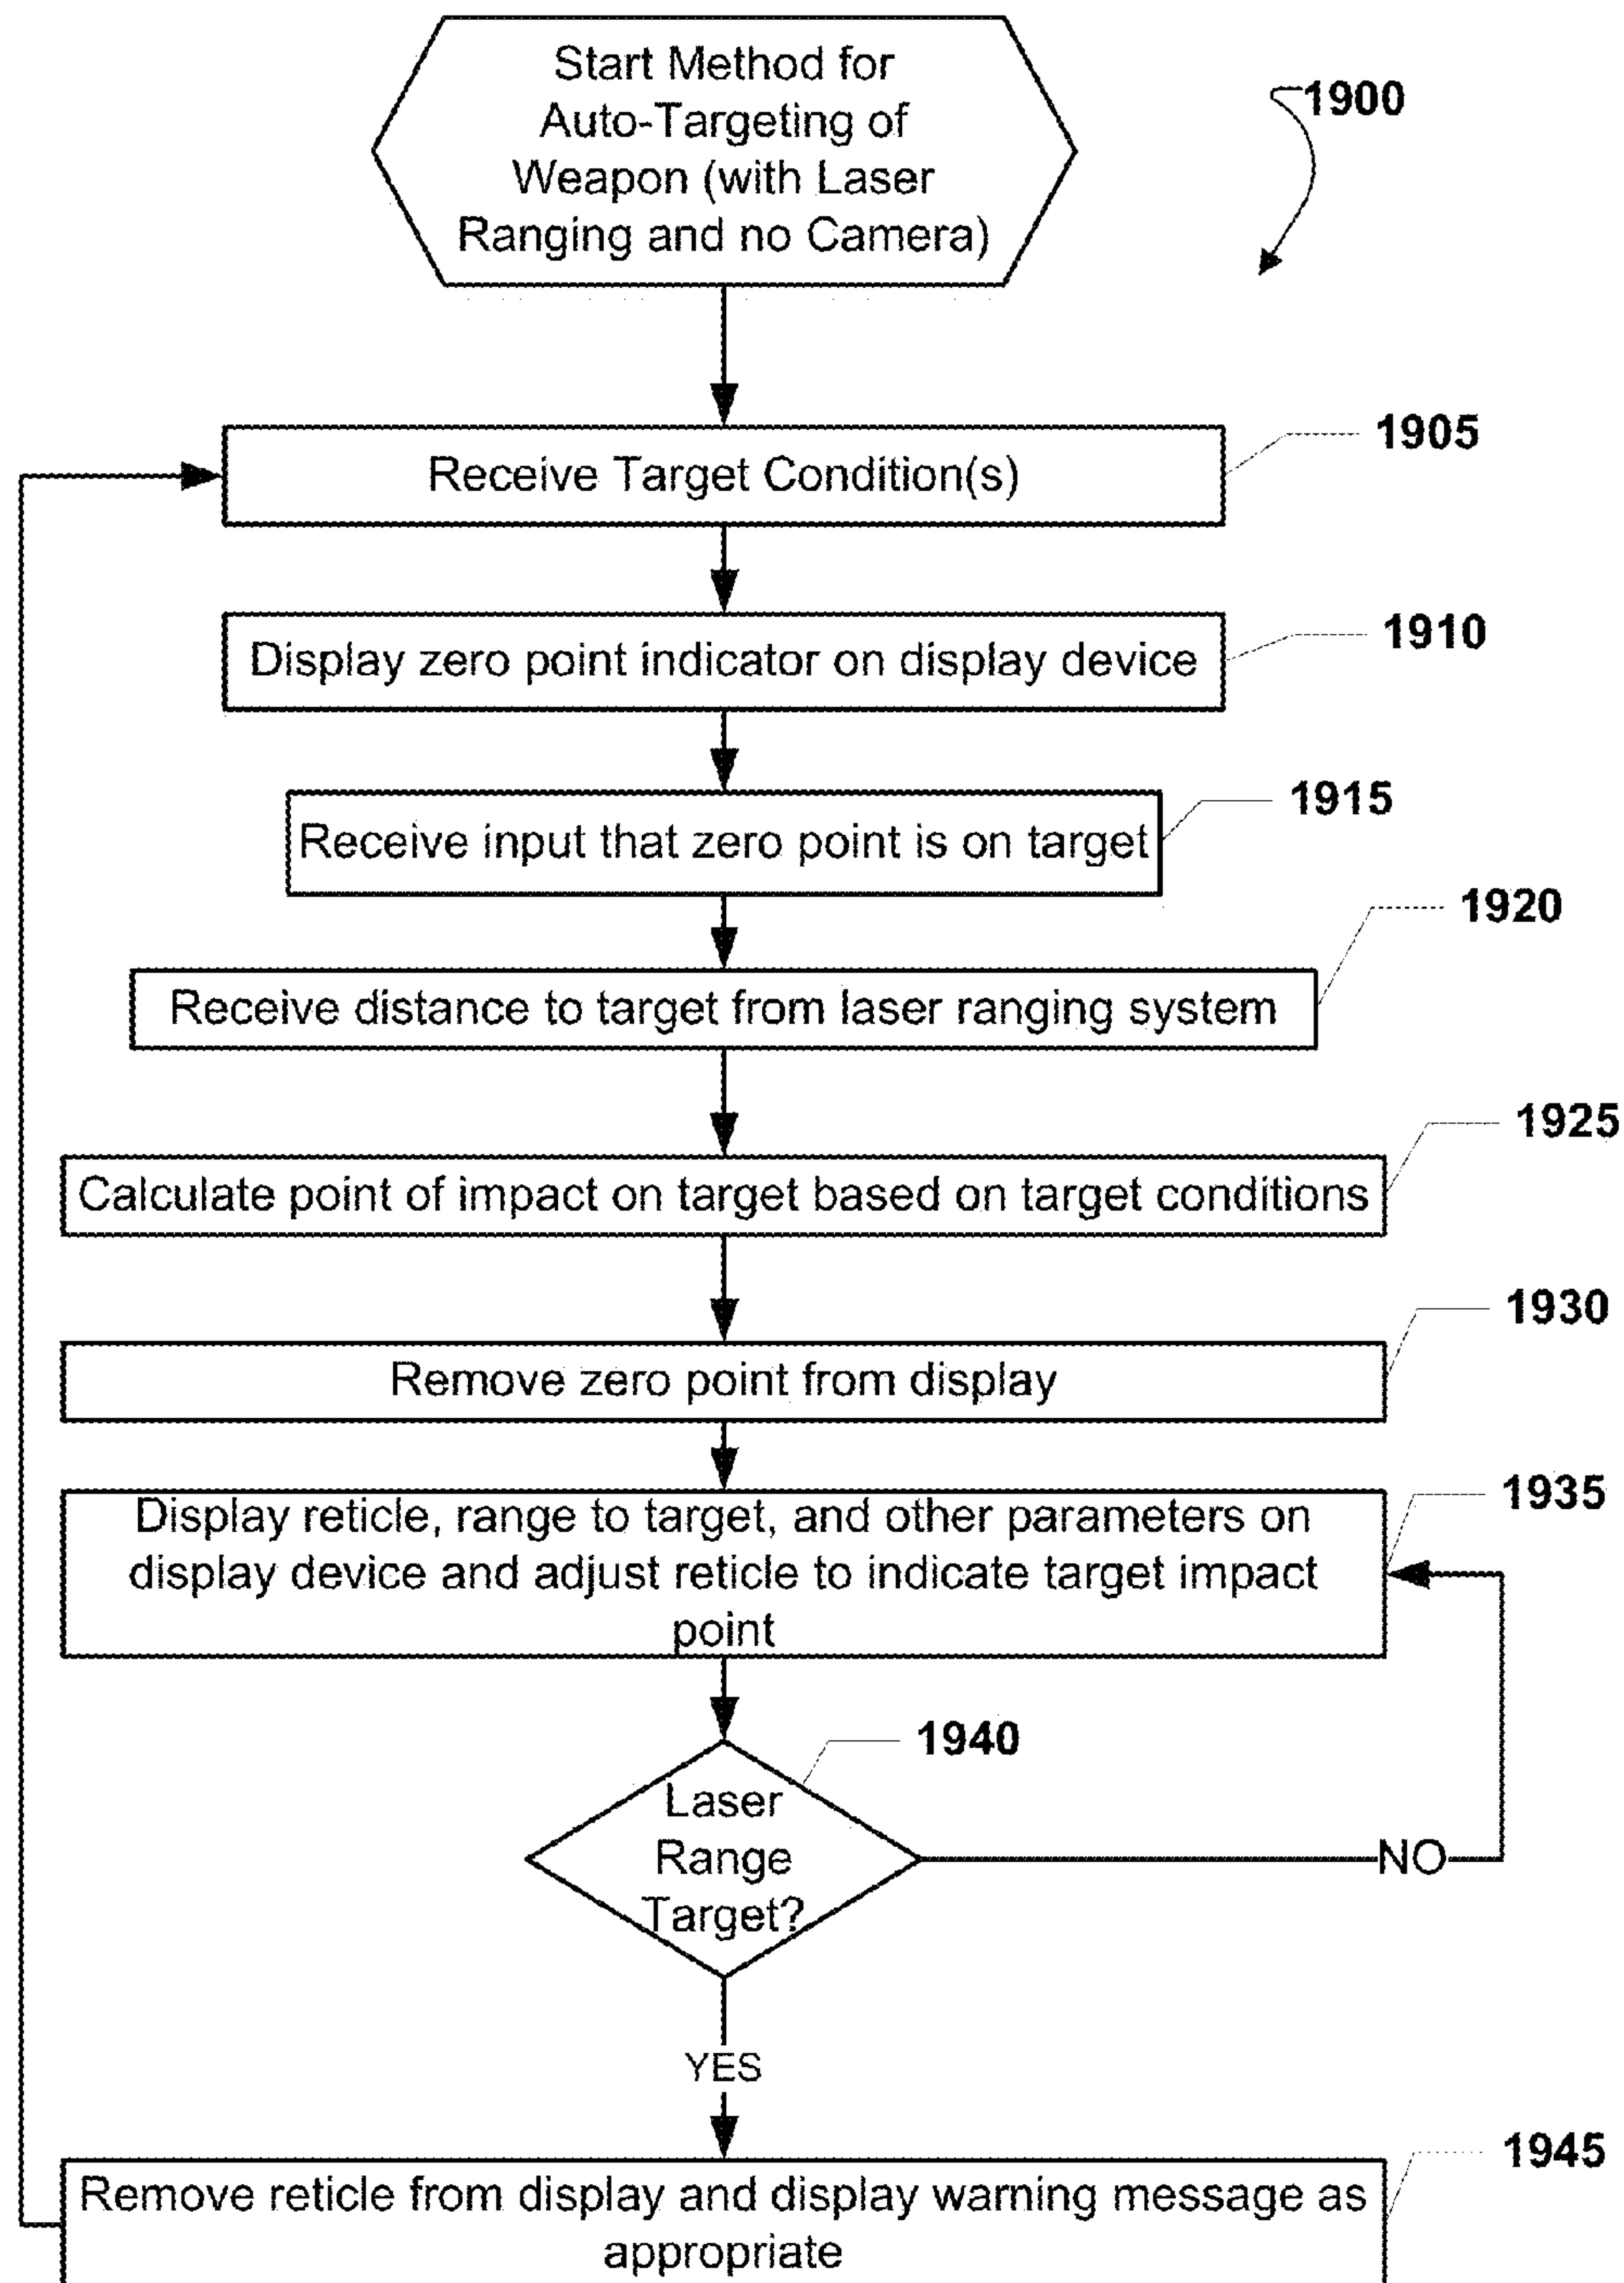 Start Method for
Auto-Targeting of
Weapon (with Laser
Ranging and no Camera)
1900
1905
Receive Target Condition(s)
1910
Display zero point indicator on display device
1915
Receive input that zero point is on target
1920
Receive distance to target from laser ranging system
1925
Calculate point of impact on target based on target conditions
1930
Remove zero point from display
1935
Display reticle, range to target, and other parameters on
display device and adjust reticle to indicate target impact
point
1940
Laser
Range
Target?
NO
YES
1945
Remove reticle from display and display warning message as
appropriate